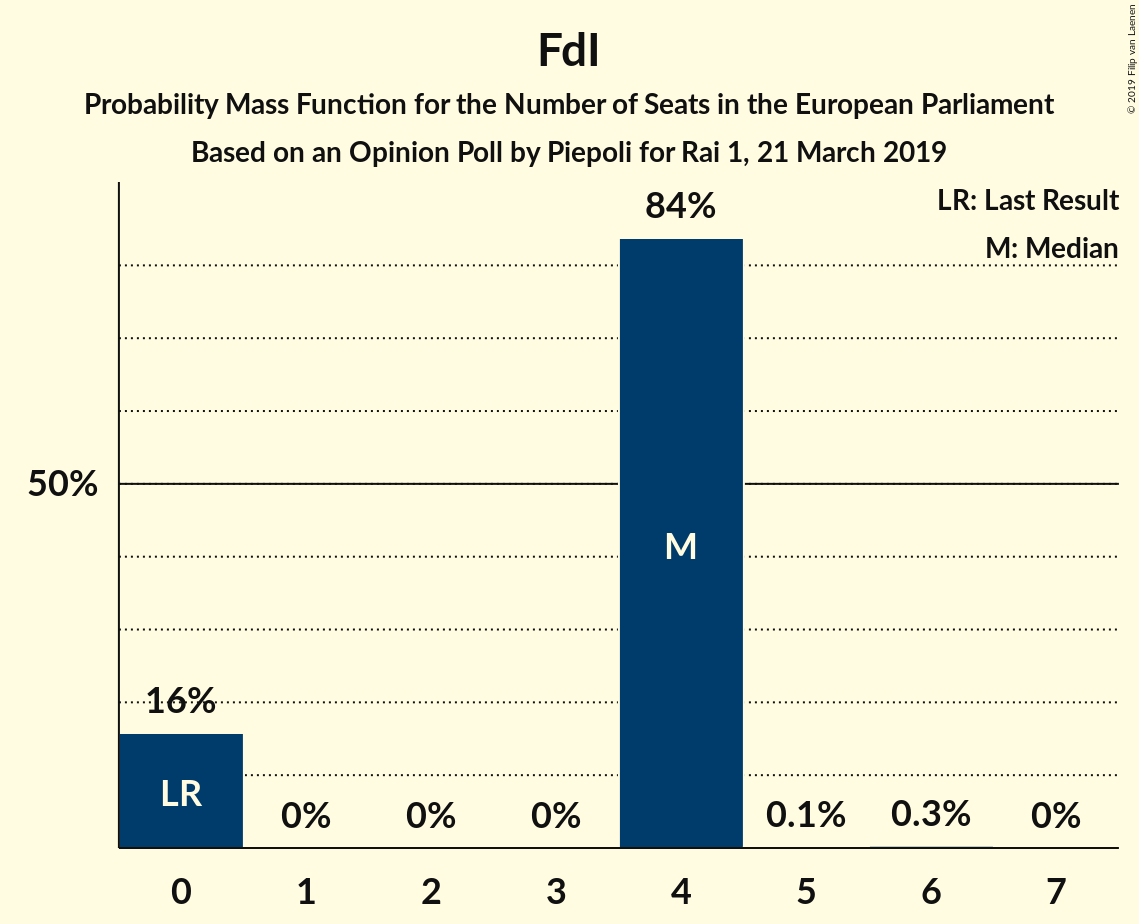 FdI
Probability Mass Function for the Number of Seats in the European Parliament
Based on an Opinion Poll by Piepoli for Rai 1, 21 March 2019
© 2019 Filip van Laenen
LR: Last Result
M: Median
84%
50%
M
16%
LR
0%
0%
0%
0.1%
0.3%
0%
0 1 2 3 4 5 6 7